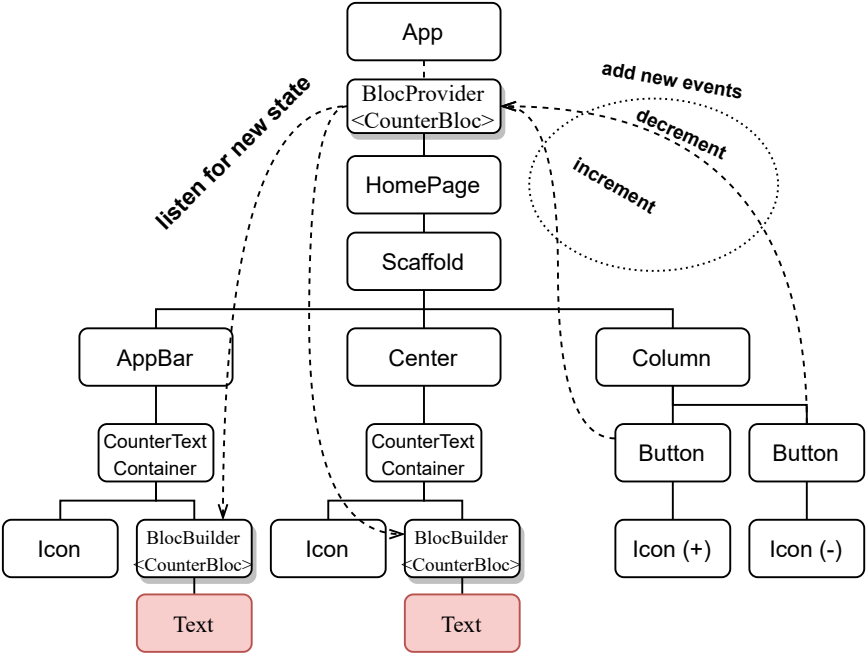 App
add new events
BlocProvider
<CounterBloc>
listen for new state
decrement
increment
HomePage
Scaffold
AppBar
Center
Column
CounterText
Container
CounterText
Container
Button
Button
Icon
BlocBuilder
<CounterBloc>
Icon
BlocBuilder
<CounterBloc>
Icon (+)
Icon (-)
Text
Text